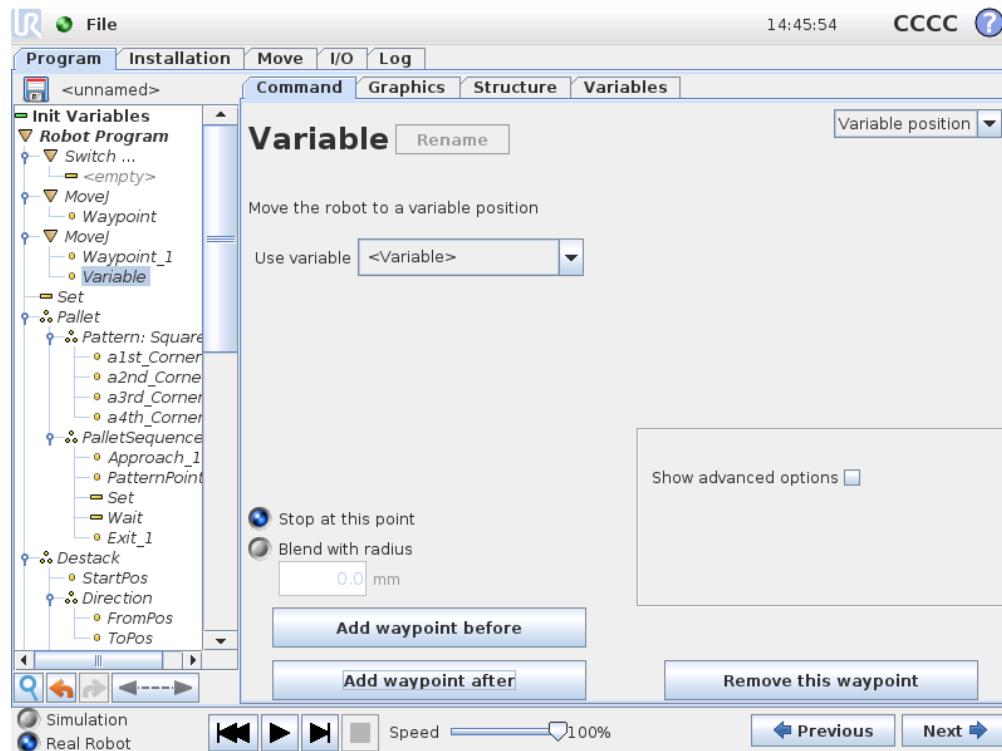 UR File 14:45:54 CCCC ?
Program Installation Move I/O Log
<unnamed> Command Graphics Structure Variables
Init Variables
Robot Program
Switch ...
<empty>
MoveJ
Waypoint
MoveJ
Waypoint_1
Variable
Set
Pallet
Pattern: Square
a1st_Corner
a2nd_Corne
a3rd_Corner
a4th_Corner
PalletSequence
Approach_1
PatternPoint
Set
Wait
Exit_1
Destack
StartPos
Direction
FromPos
ToPos
Variable Rename Variable position
Move the robot to a variable position
Use variable <Variable>
Show advanced options
Stop at this point
Blend with radius
0.0 mm
Add waypoint before
Add waypoint after Remove this waypoint
Simulation
Real Robot
Speed 100% Previous Next